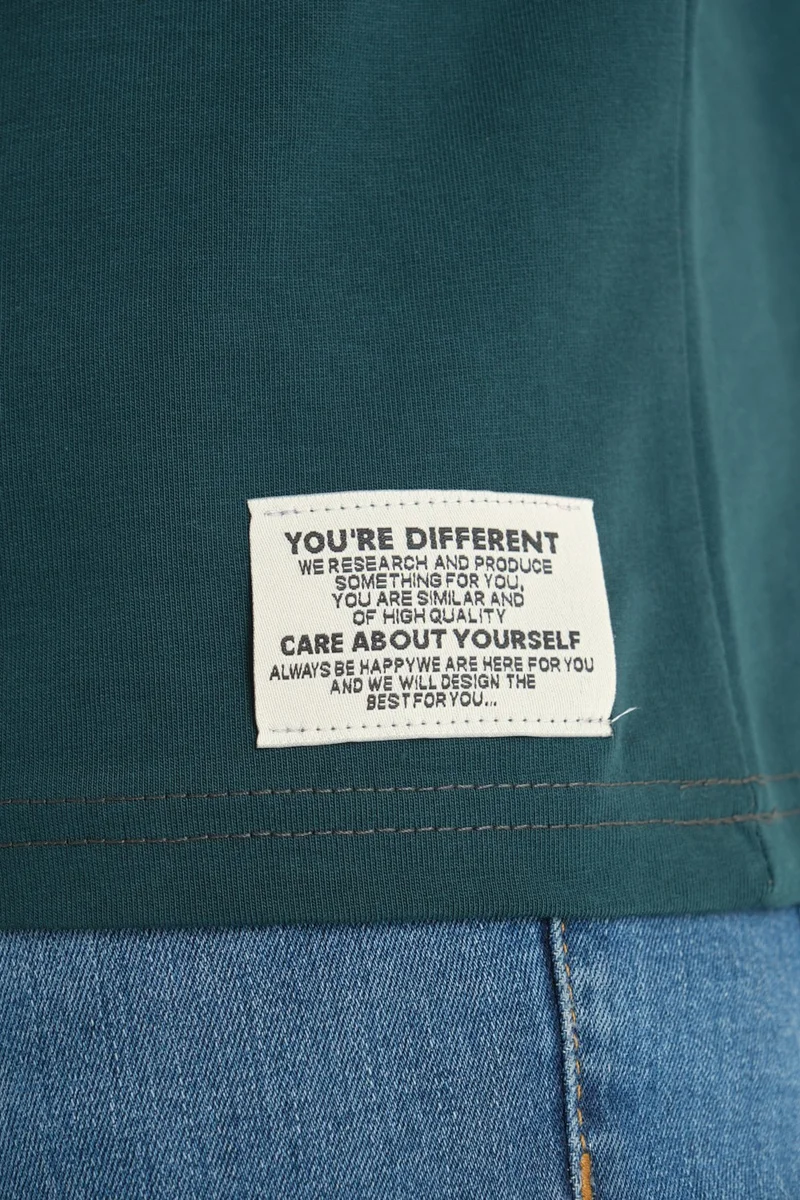 YOU'RE DIFFERENT
WE RESEARCH AND PRODUCE
SOMETHING FOR YOU,
YOU ARE SIMILAR AND
OF HIGH QUALITY
CARE ABOUT YOURSELF
ALWAYS BE HAPPYWE ARE HERE FOR YOU
AND WE WILL DESIGN THE
BEST FOR YOU...